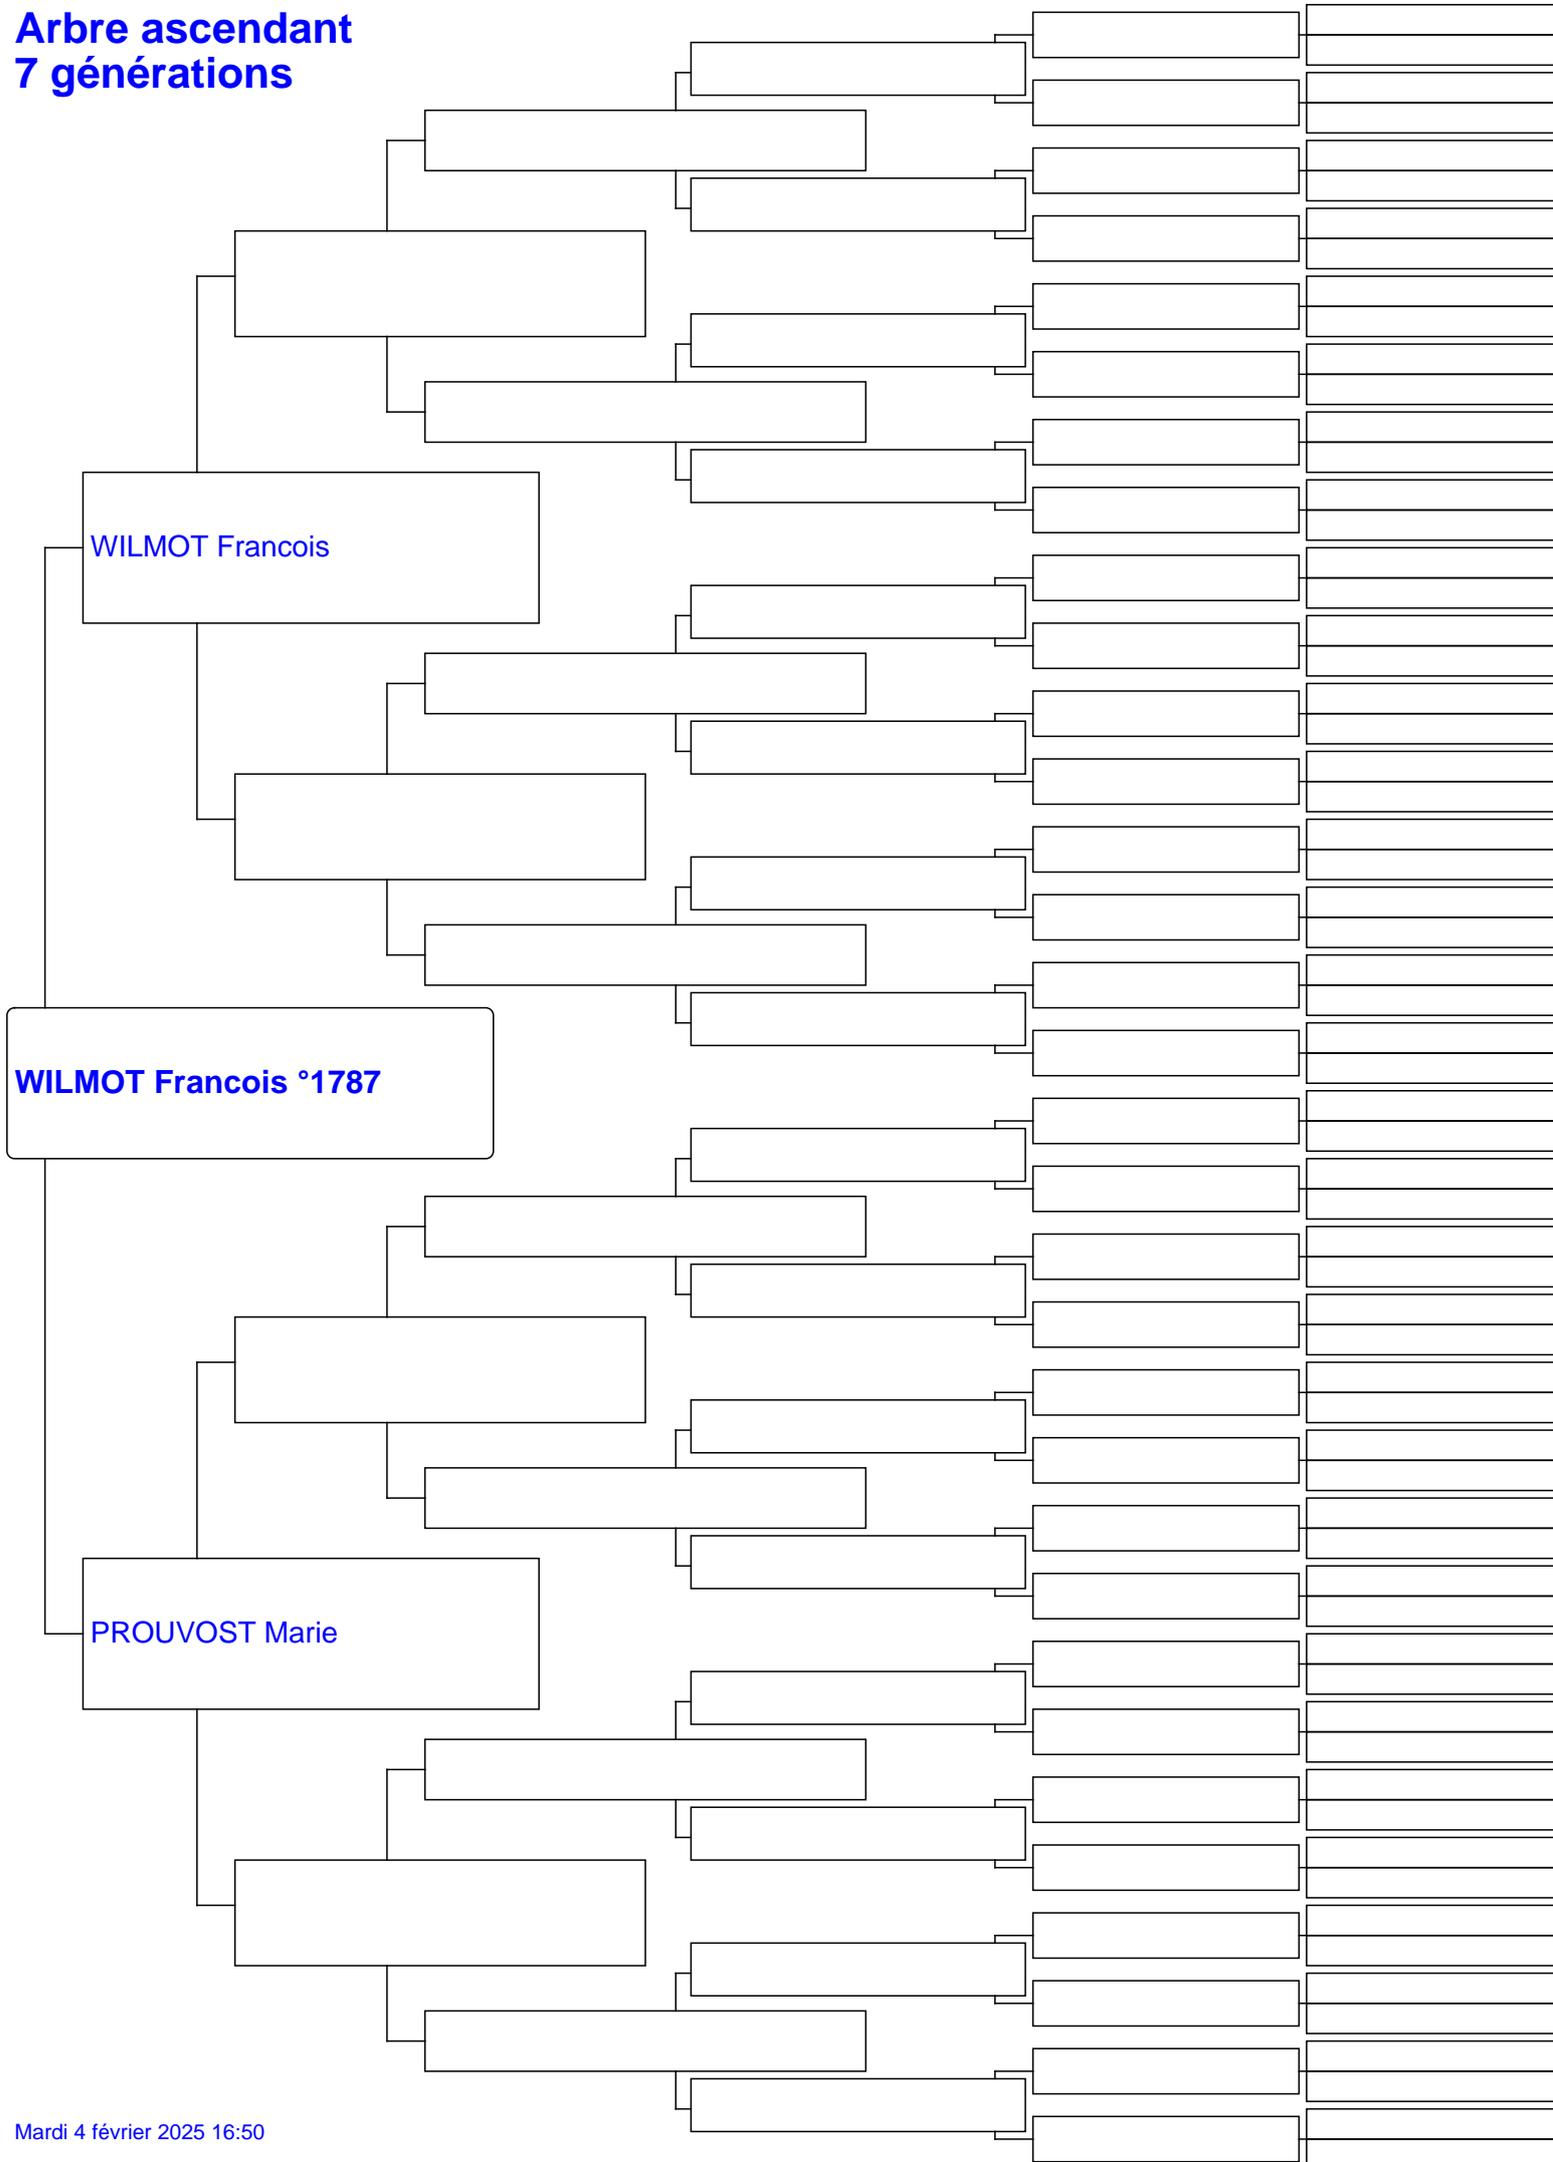 Arbre ascendant
7 générations
WILMOT Francois
WILMOT Francois °1787
PROUVOST Marie
Mardi 4 février 2025 16:50